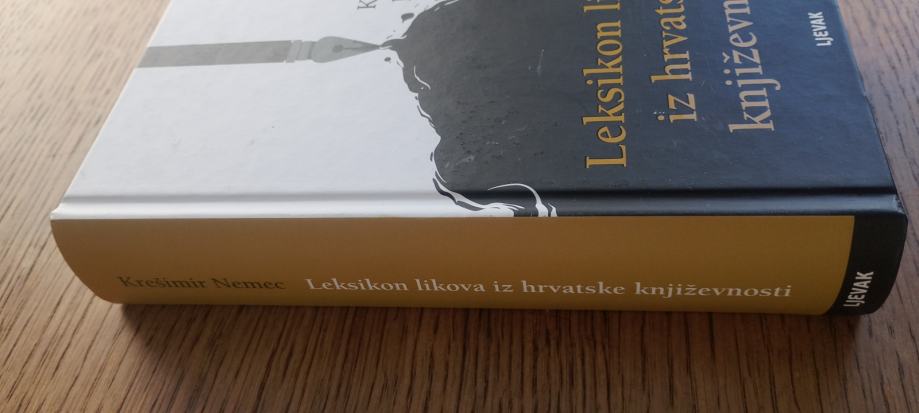 K
Leksikon li
iz hrvats
književn
LJEVAK
Krešimir Nemec Leksikon likova iz hrvatske književnosti
LJEVAK